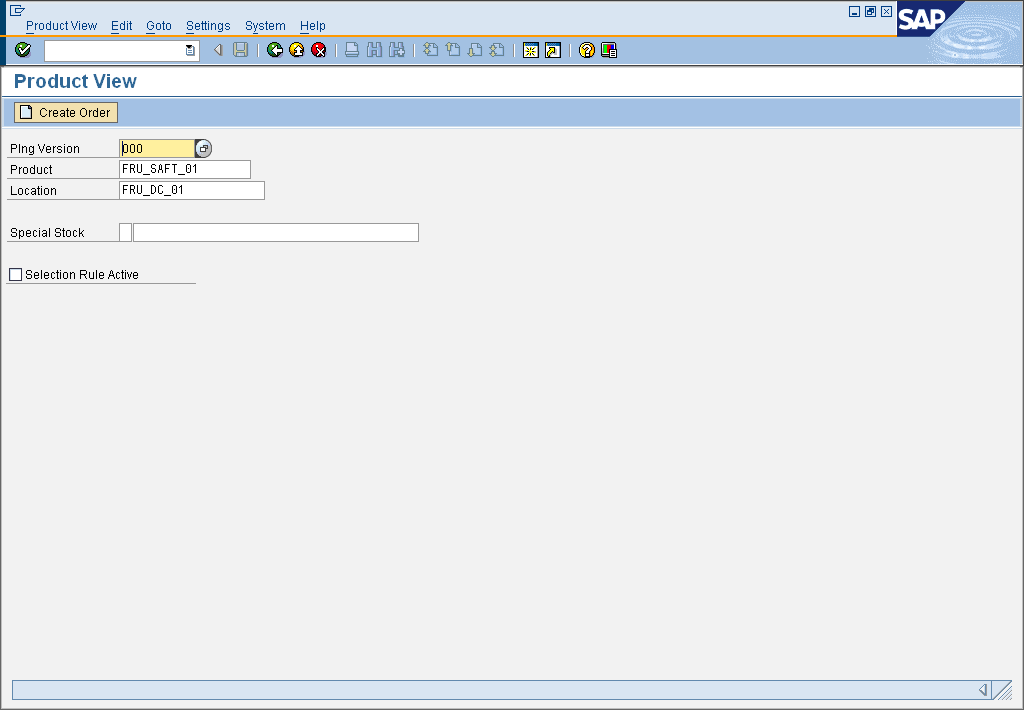 Product View Edit Goto Settings System Help
SAP
Product View
Create Order
Plng Version 000
Product FRU_SAFT_01
Location FRU_DC_01
Special Stock
Selection Rule Active